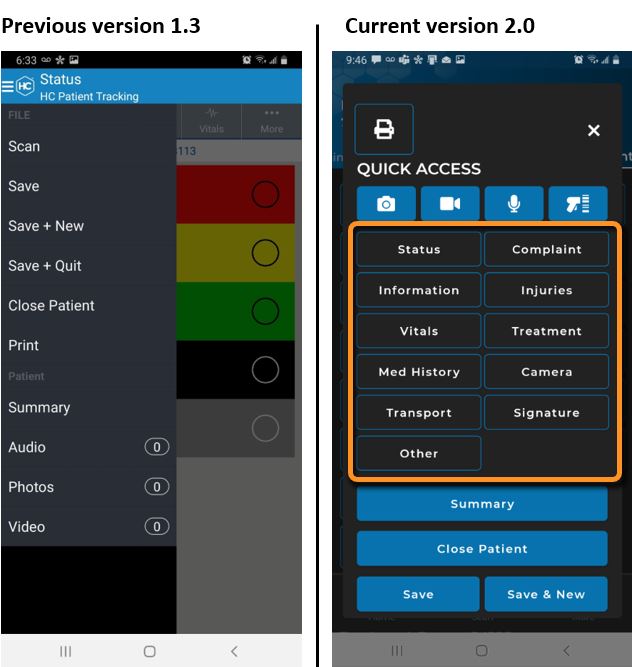 Previous version 1.3
6:33
HC
Status
HC Patient Tracking
FILE
Vitals
More
Scan
113
Save
Save + New
Save + Quit
Close Patient
Print
Patient
Summary
Audio 0
Photos 0
Video 0
Current version 2.0
9:46
QUICK ACCESS
Status Complaint
Information Injuries
Vitals Treatment
Med History Camera
Transport Signature
Other
Summary
Close Patient
Save Save & New